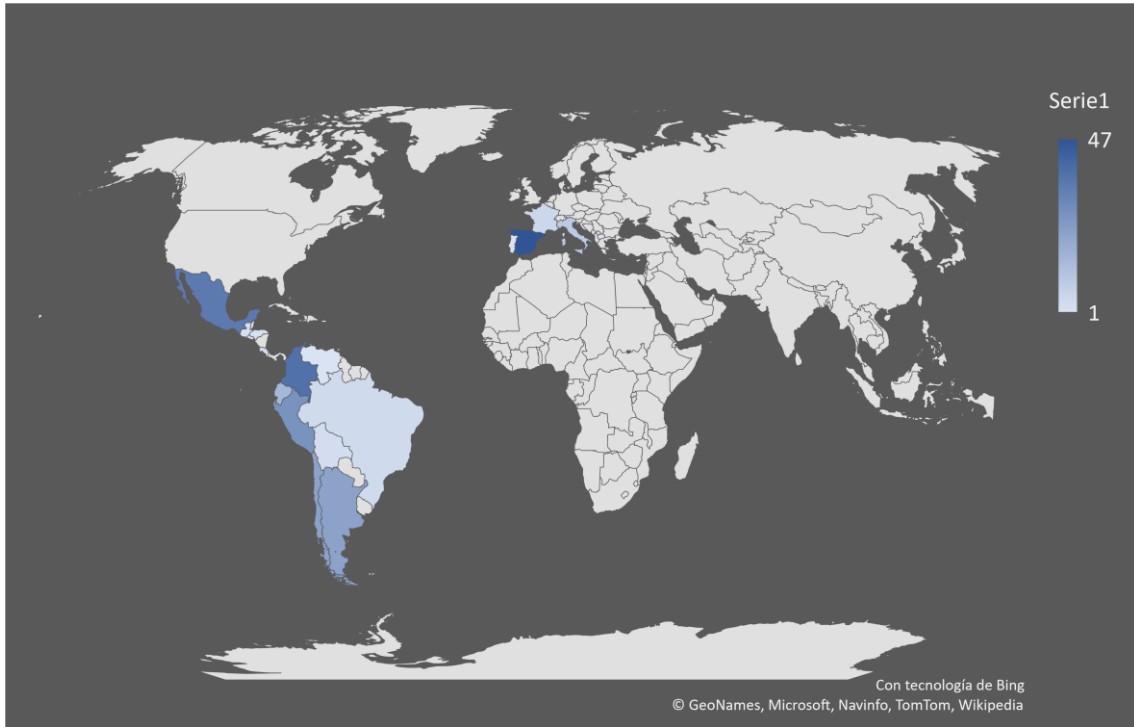 Serie1
47
1
Con tecnología de Bing
© GeoNames, Microsoft, Navinfo, TomTom, Wikipedia